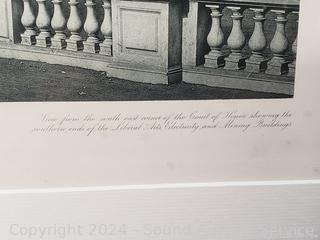 View from the south east corner of the Court of Honor showing the
southern ends of the Liberal Arts Electricity and Mining Buildings
Copyright 2024 - Sound & Service